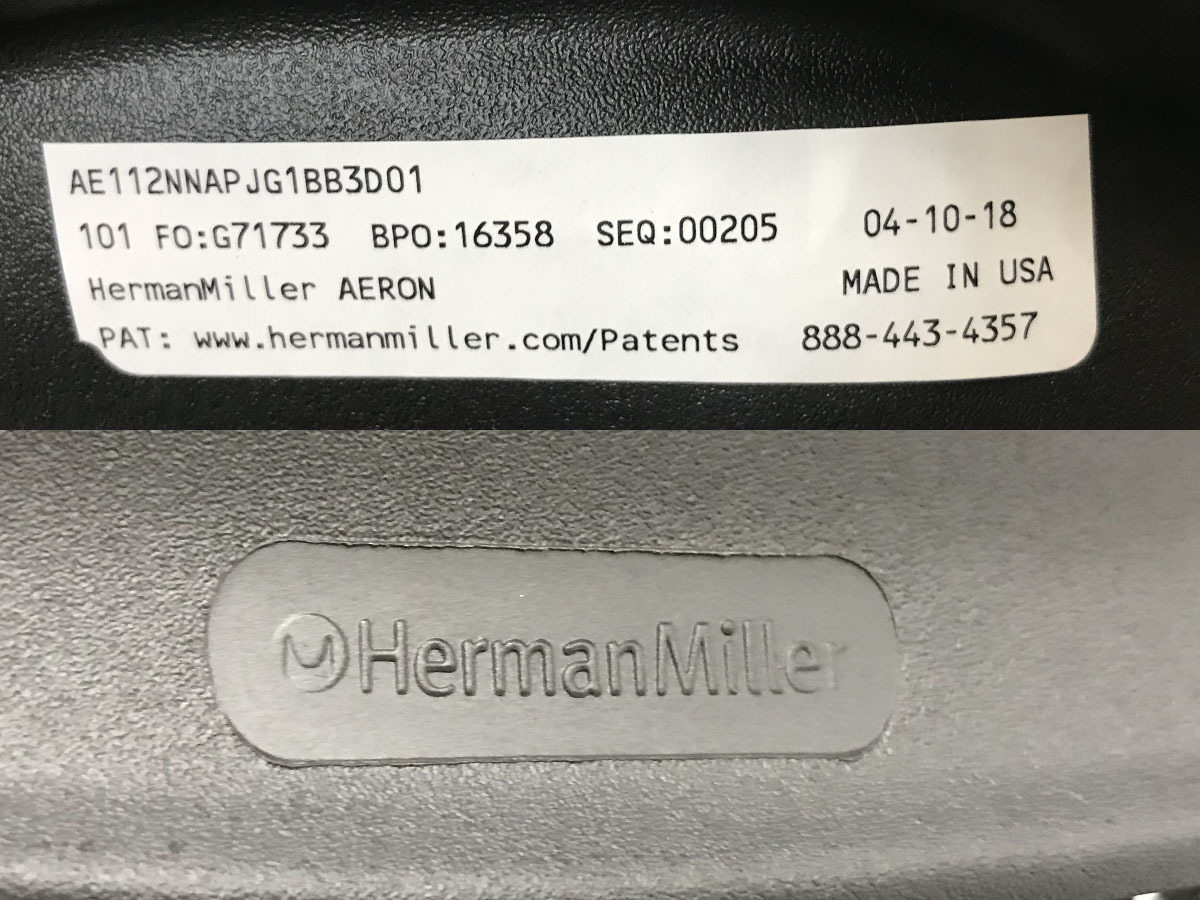 AE112NNAPJG1BB3D01
101 FO:G71733 BPO:16358 SEQ:00205 04-10-18
HermanMiller AERON MADE IN USA
PAT: www.hermanmiller.com/Patents 888-443-4357
HermanMiller